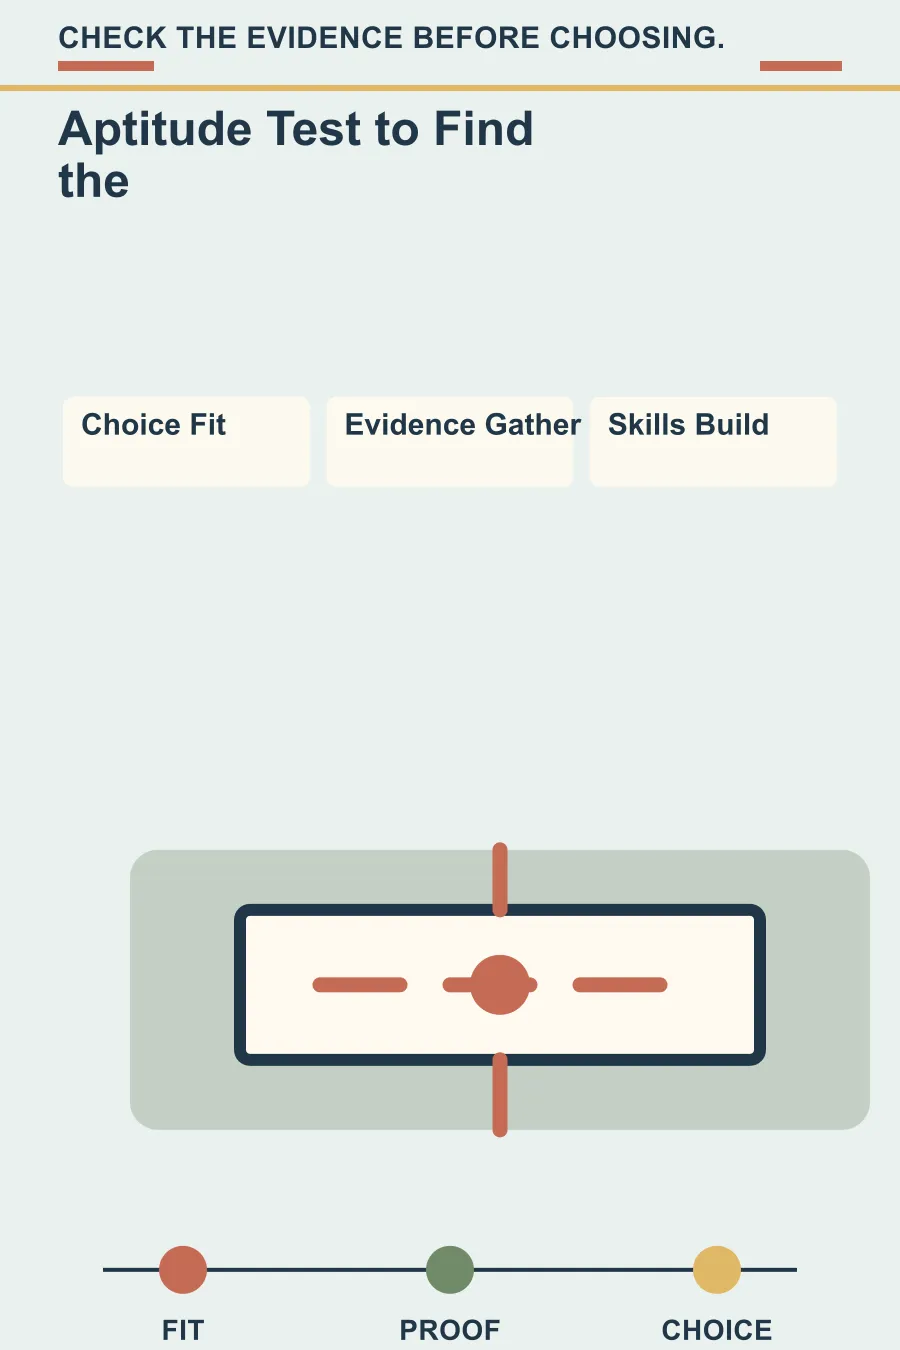 CHECK THE EVIDENCE BEFORE CHOOSING.
Aptitude Test to Find
the
Choice Fit
Evidence Gather
Skills Build
FIT
PROOF
CHOICE